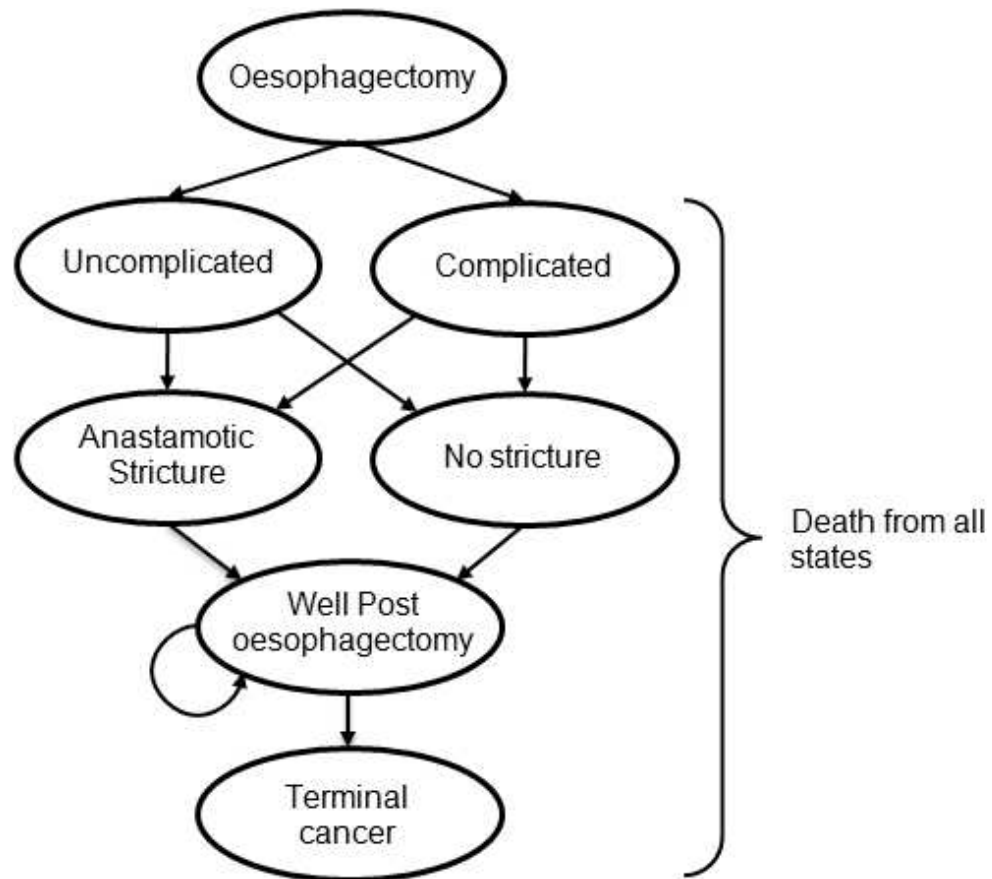 Oesophagectomy
Uncomplicated
Complicated
Anastamotic
Stricture
No stricture
Death from all
states
Well Post
oesophagectomy
Terminal
cancer